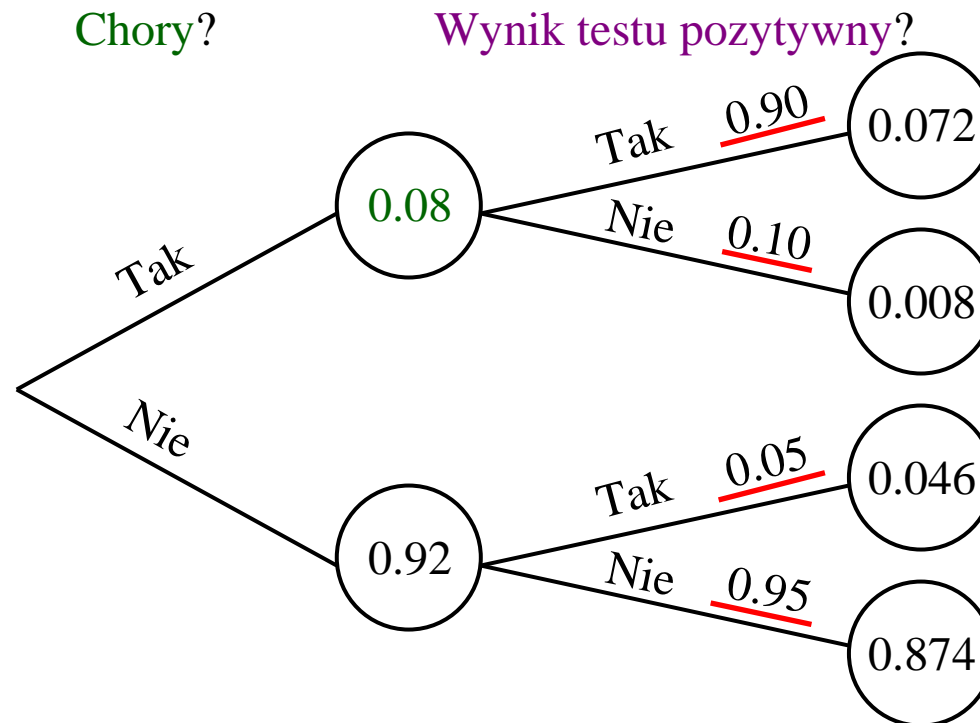 Chory? Wynik testu pozytywny?
Tak 0.90 0.072
0.08
Nie 0.10 0.008
Tak
Nie
Tak 0.05 0.046
0.92
Nie 0.95 0.874